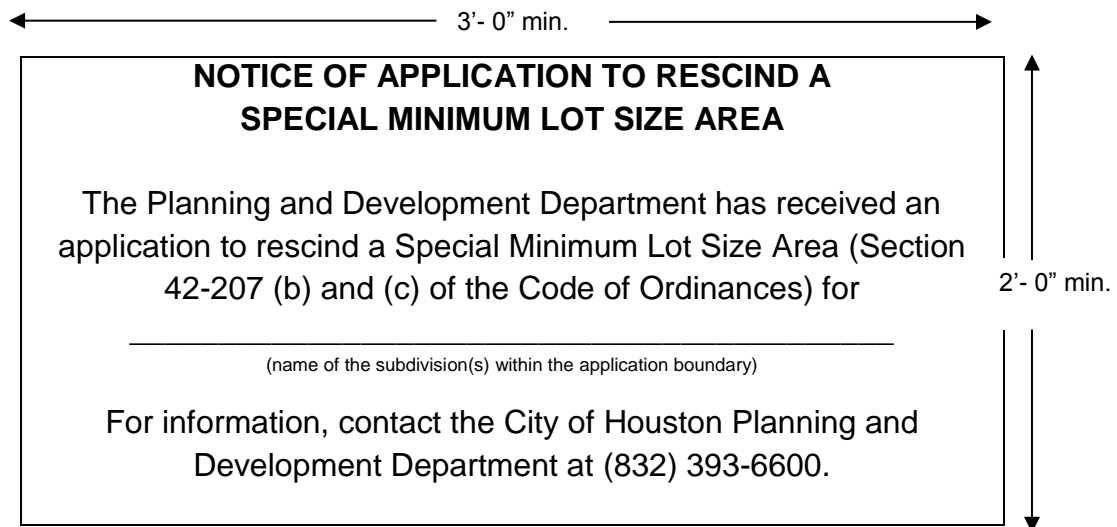 3’- 0” min.
NOTICE OF APPLICATION TO RESCIND A
SPECIAL MINIMUM LOT SIZE AREA
The Planning and Development Department has received an
application to rescind a Special Minimum Lot Size Area (Section
42-207 (b) and (c) of the Code of Ordinances) for
2’- 0” min.
(name of the subdivision(s) within the application boundary)
For information, contact the City of Houston Planning and
Development Department at (832) 393-6600.